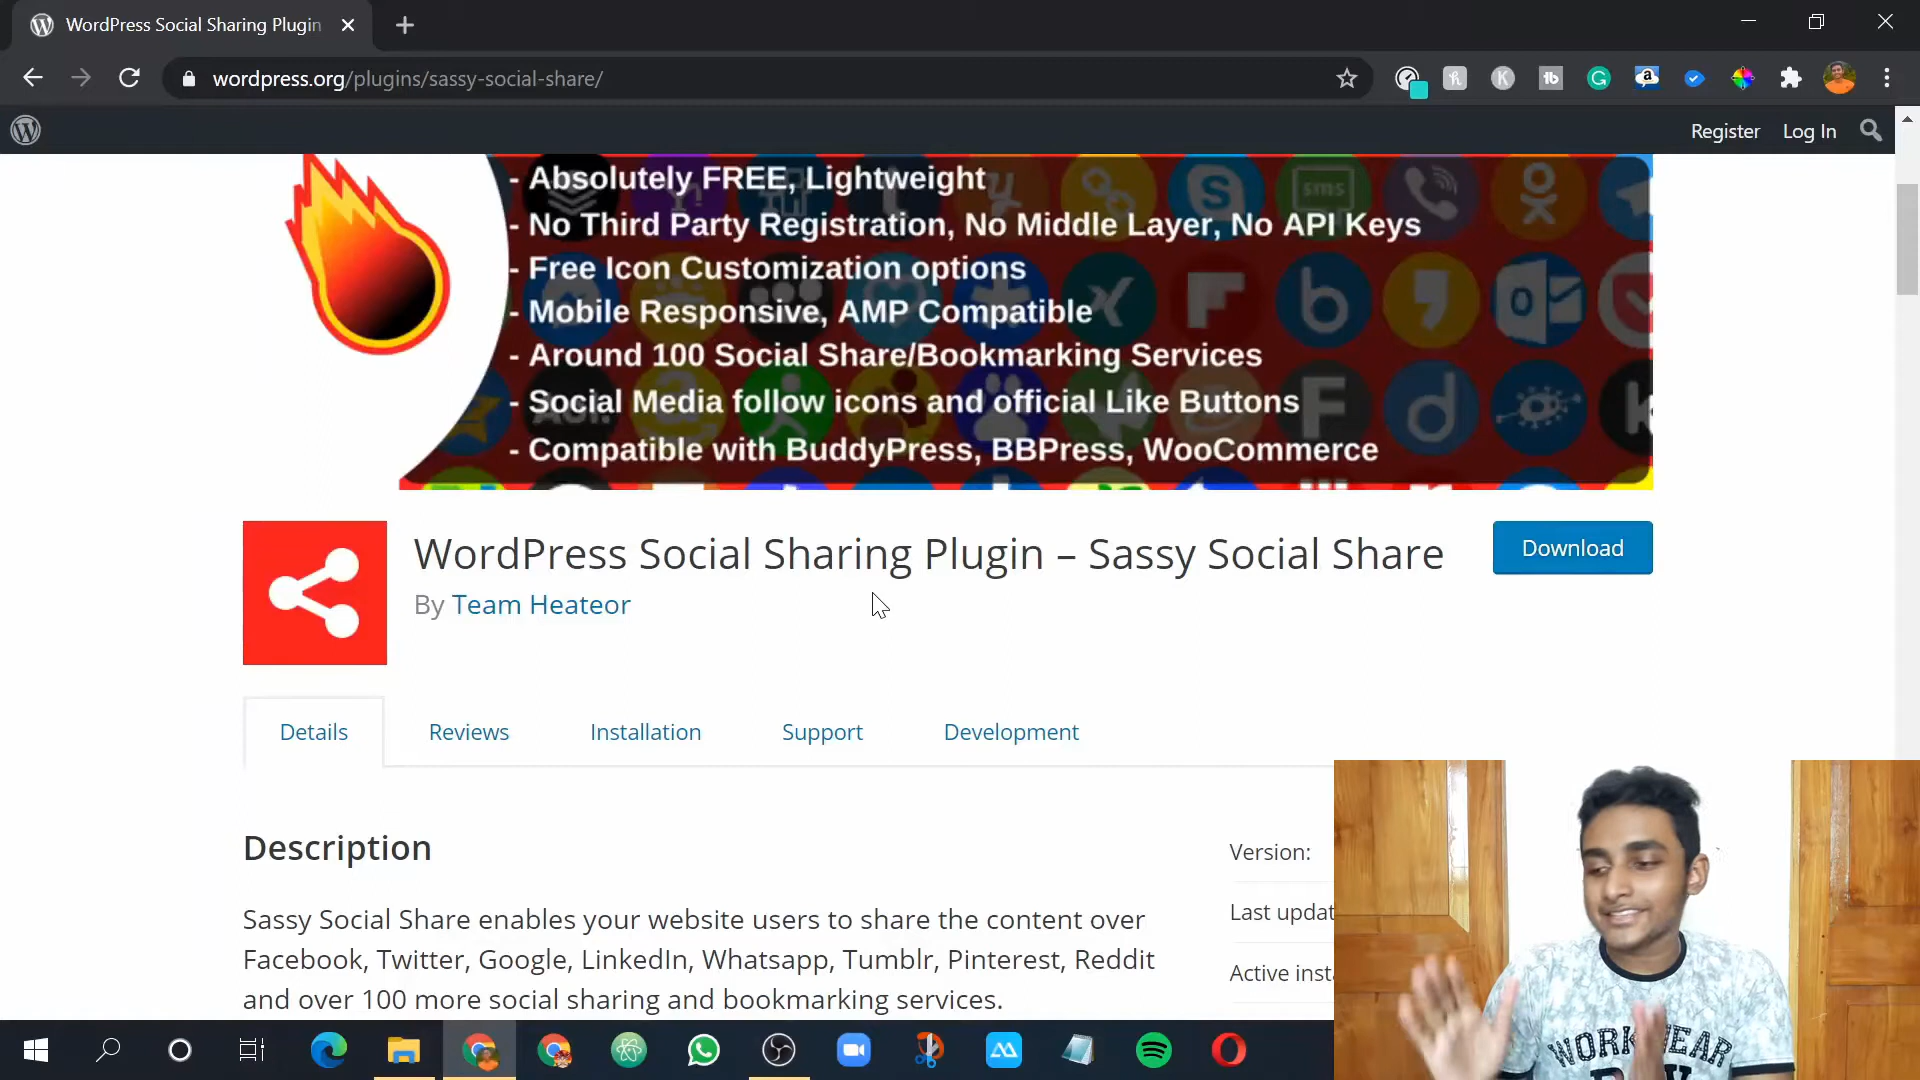 WordPress Social Sharing Plugin
wordpress.org/plugins/sassy-social-share/
Register Log In
- Absolutely FREE, Lightweight
- No Third Party Registration, No Middle Layer, No API Keys
- Free Icon Customization options
- Mobile Responsive, AMP Compatible
- Around 100 Social Share/Bookmarking Services
- Social Media follow icons and official Like Buttons
- Compatible with BuddyPress, BBPress, WooCommerce
WordPress Social Sharing Plugin – Sassy Social Share
Download
By Team Heateor
Details Reviews Installation Support Development
Description
Version:
Sassy Social Share enables your website users to share the content over
Last updat
Facebook, Twitter, Google, LinkedIn, Whatsapp, Tumblr, Pinterest, Reddit
Active insta
and over 100 more social sharing and bookmarking services.